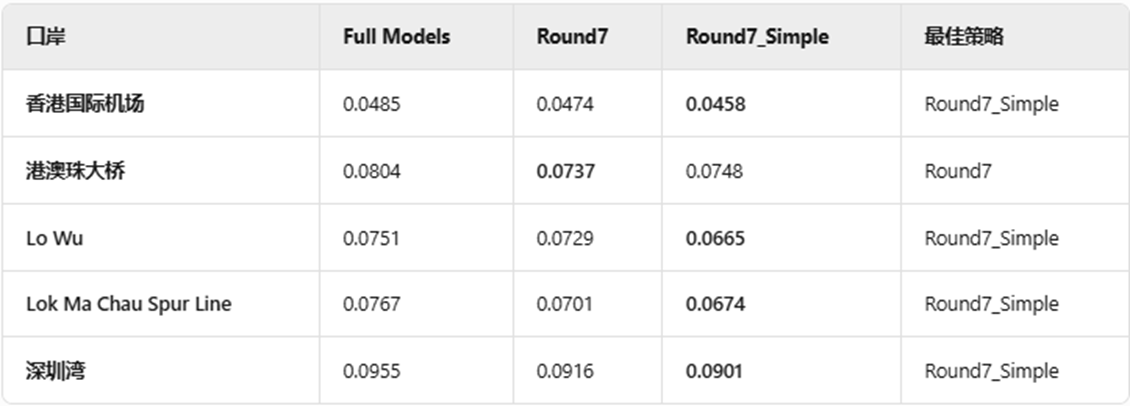 口岸 Full Models Round7 Round7_Simple 最佳策略
香港国际机场 0.0485 0.0474 0.0458 Round7_Simple
港澳珠大桥 0.0804 0.0737 0.0748 Round7
Lo Wu 0.0751 0.0729 0.0665 Round7_Simple
Lok Ma Chau Spur Line 0.0767 0.0701 0.0674 Round7_Simple
深圳湾 0.0955 0.0916 0.0901 Round7_Simple